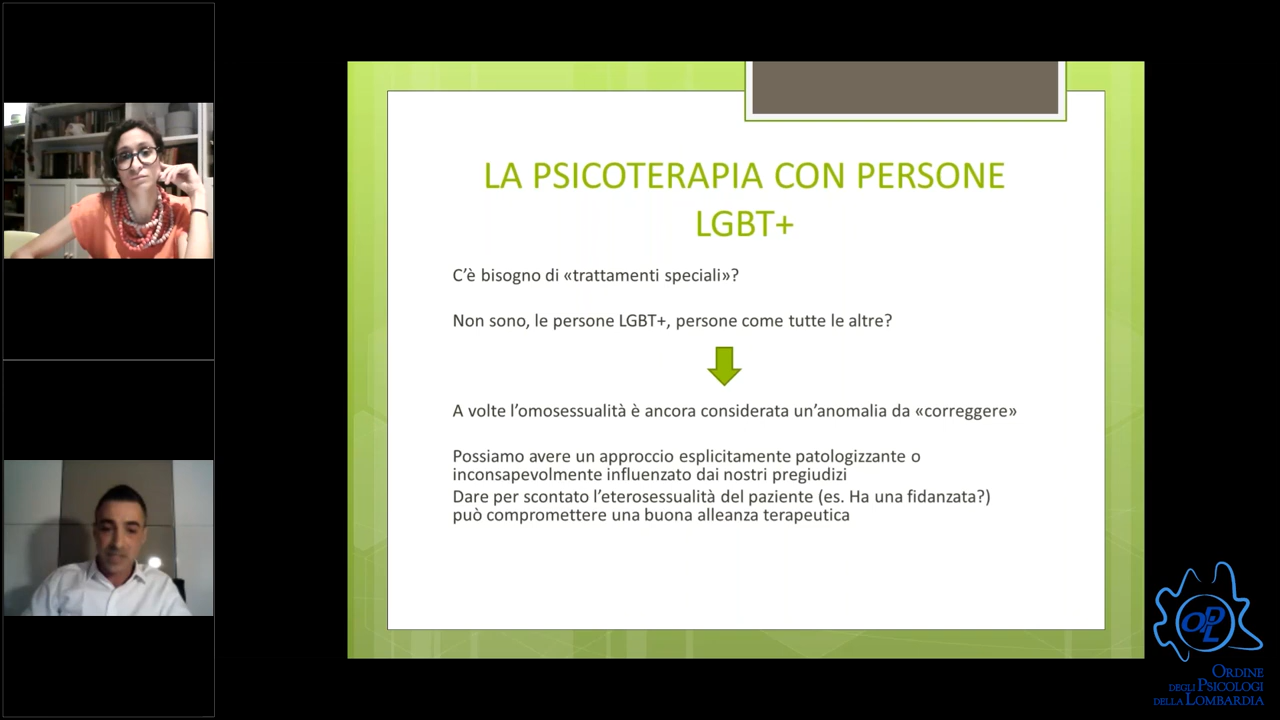 LA PSICOTERAPIA CON PERSONE
LGBT+
C'è bisogno di «trattamenti speciali»?
Non sono, le persone LGBT+, persone come tutte le altre?
A volte l'omosessualità è ancora considerata un'anomalia da «correggere»
Possiamo avere un approccio esplicitamente patologizzante o
inconsapevolmente influenzato dai nostri pregiudizi
Dare per scontato l'eterosessualità del paziente (es. Ha una fidanzata?)
può compromettere una buona alleanza terapeutica
OPL
ORDINE
DEGLI PSICOLOGI
DELLA LOMBARDIA